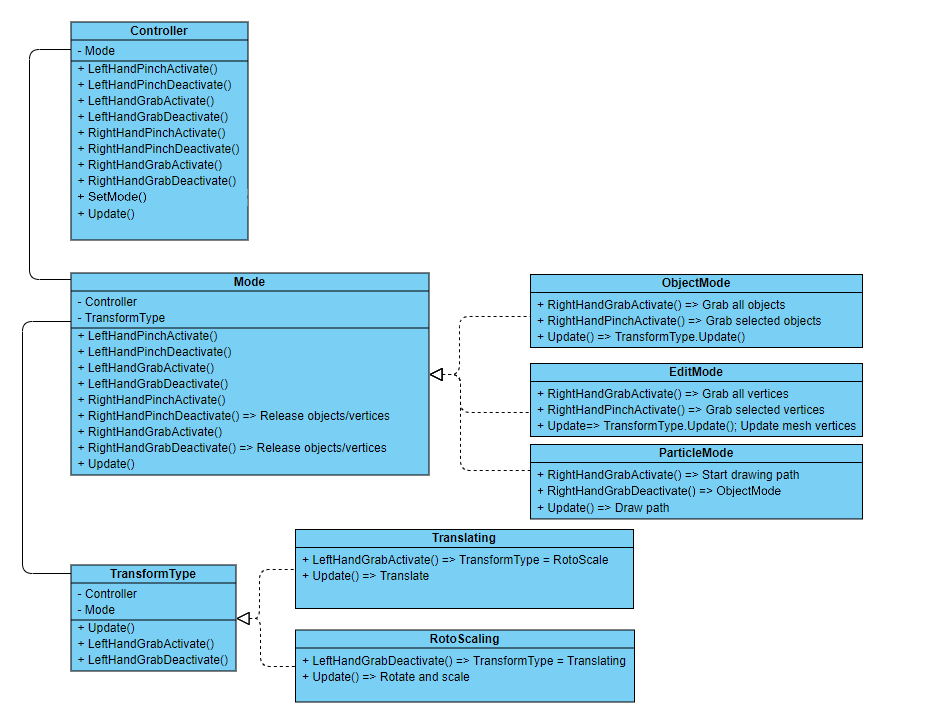 Controller
- Mode
+ LeftHandPinchActivate()
+ LeftHandPinchDeactivate()
+ LeftHandGrabActivate()
+ LeftHandGrabDeactivate()
+ RightHandPinchActivate()
+ RightHandPinchDeactivate()
+ RightHandGrabActivate()
+ RightHandGrabDeactivate()
+ SetMode()
+ Update()
Mode
- Controller
- TransformType
+ LeftHandPinchActivate()
+ LeftHandPinchDeactivate()
+ LeftHandGrabActivate()
+ LeftHandGrabDeactivate()
+ RightHandPinchActivate()
+ RightHandPinchDeactivate() => Release objects/vertices
+ RightHandGrabActivate()
+ RightHandGrabDeactivate() => Release objects/vertices
+ Update()
ObjectMode
+ RightHandGrabActivate() => Grab all objects
+ RightHandPinchActivate() => Grab selected objects
+ Update() => TransformType.Update()
EditMode
+ RightHandGrabActivate() => Grab all vertices
+ RightHandPinchActivate() => Grab selected vertices
+ Update=> TransformType.Update(); Update mesh vertices
ParticleMode
+ RightHandGrabActivate() => Start drawing path
+ RightHandGrabDeactivate() => ObjectMode
+ Update() => Draw path
Translating
+ LeftHandGrabActivate() => TransformType = RotoScale
+ Update() => Translate
TransformType
- Controller
- Mode
+ Update()
+ LeftHandGrabActivate()
+ LeftHandGrabDeactivate()
RotoScaling
+ LeftHandGrabDeactivate() => TransformType = Translating
+ Update() => Rotate and scale